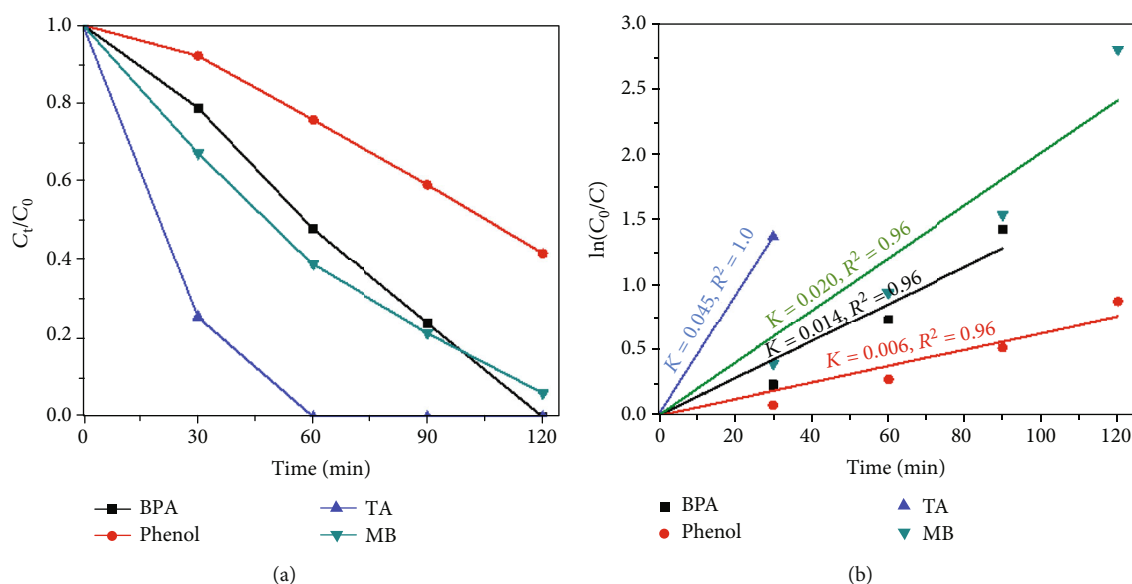 1.0
0.8
0.6
0.4
0.2
0.0
Ct/C0
0
30
60
90
120
Time (min)
BPA
TA
Phenol
MB
(a)
3.0
2.5
2.0
1.5
1.0
0.5
0.0
ln(C0/C)
K = 0.045, R² = 1.0
K = 0.020, R² = 0.96
K = 0.014, R² = 0.96
K = 0.006, R² = 0.96
0
20
40
60
80
100
120
Time (min)
BPA
TA
Phenol
MB
(b)